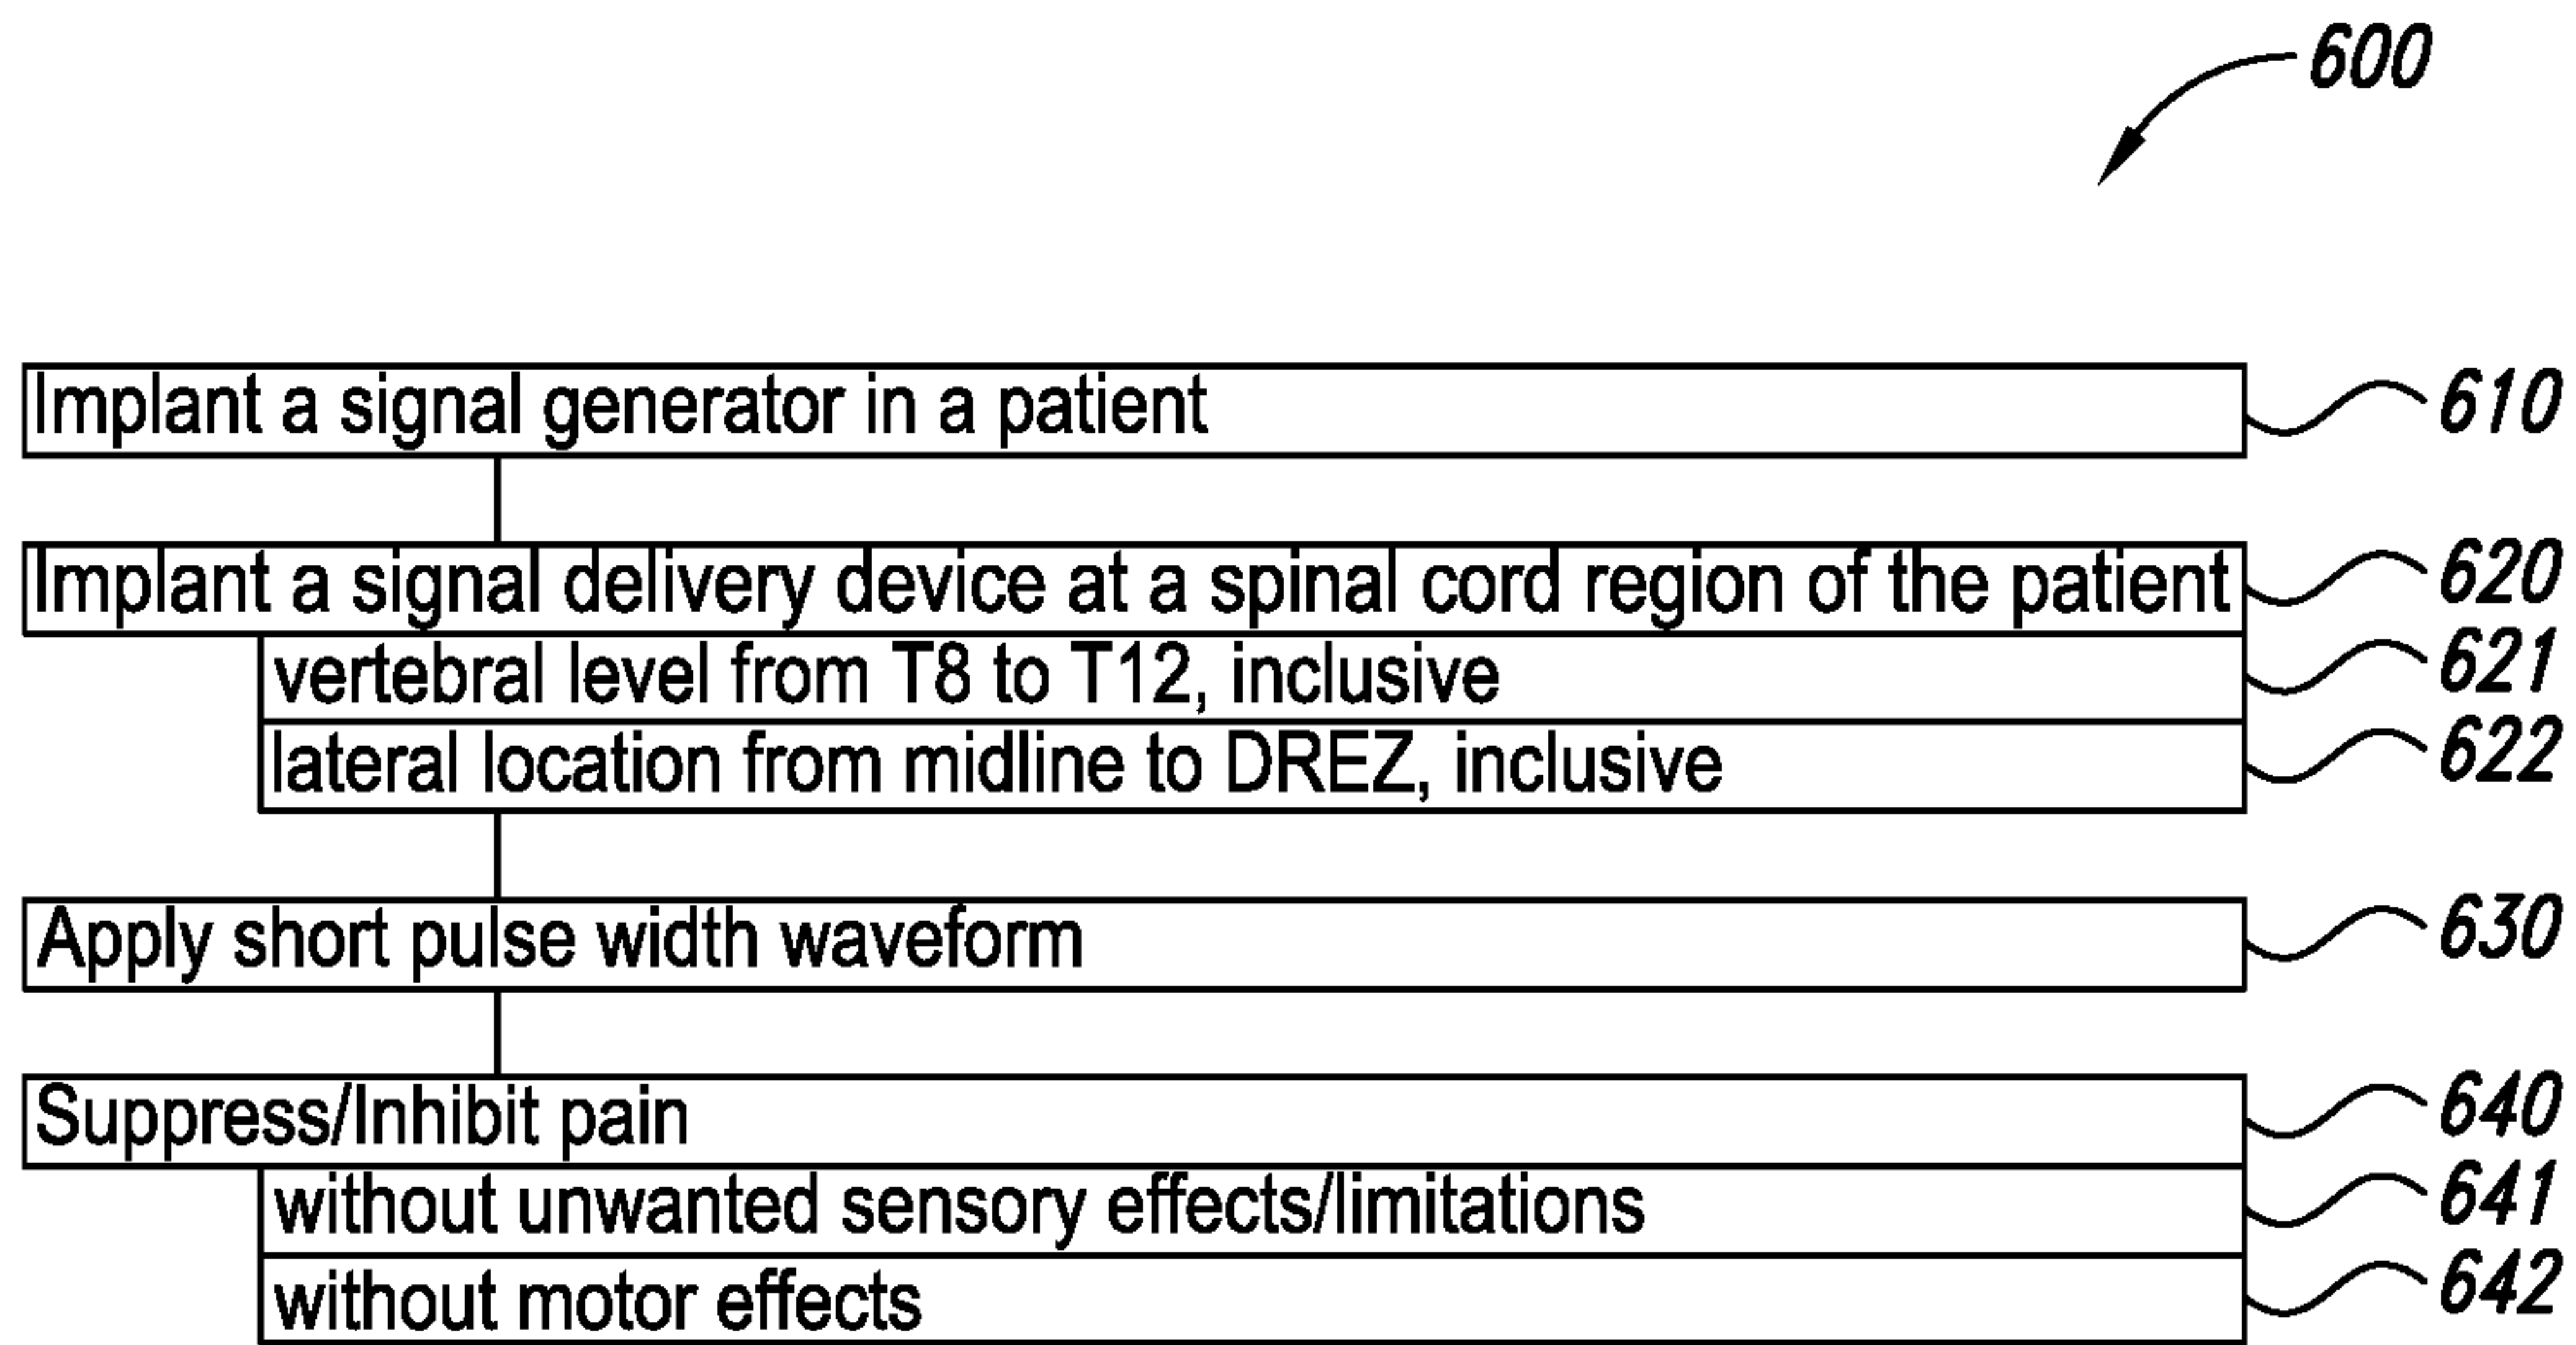 600
Implant a signal generator in a patient 610
Implant a signal delivery device at a spinal cord region of the patient 620
vertebral level from T8 to T12, inclusive 621
lateral location from midline to DREZ, inclusive 622
Apply short pulse width waveform 630
Suppress/Inhibit pain 640
without unwanted sensory effects/limitations 641
without motor effects 642